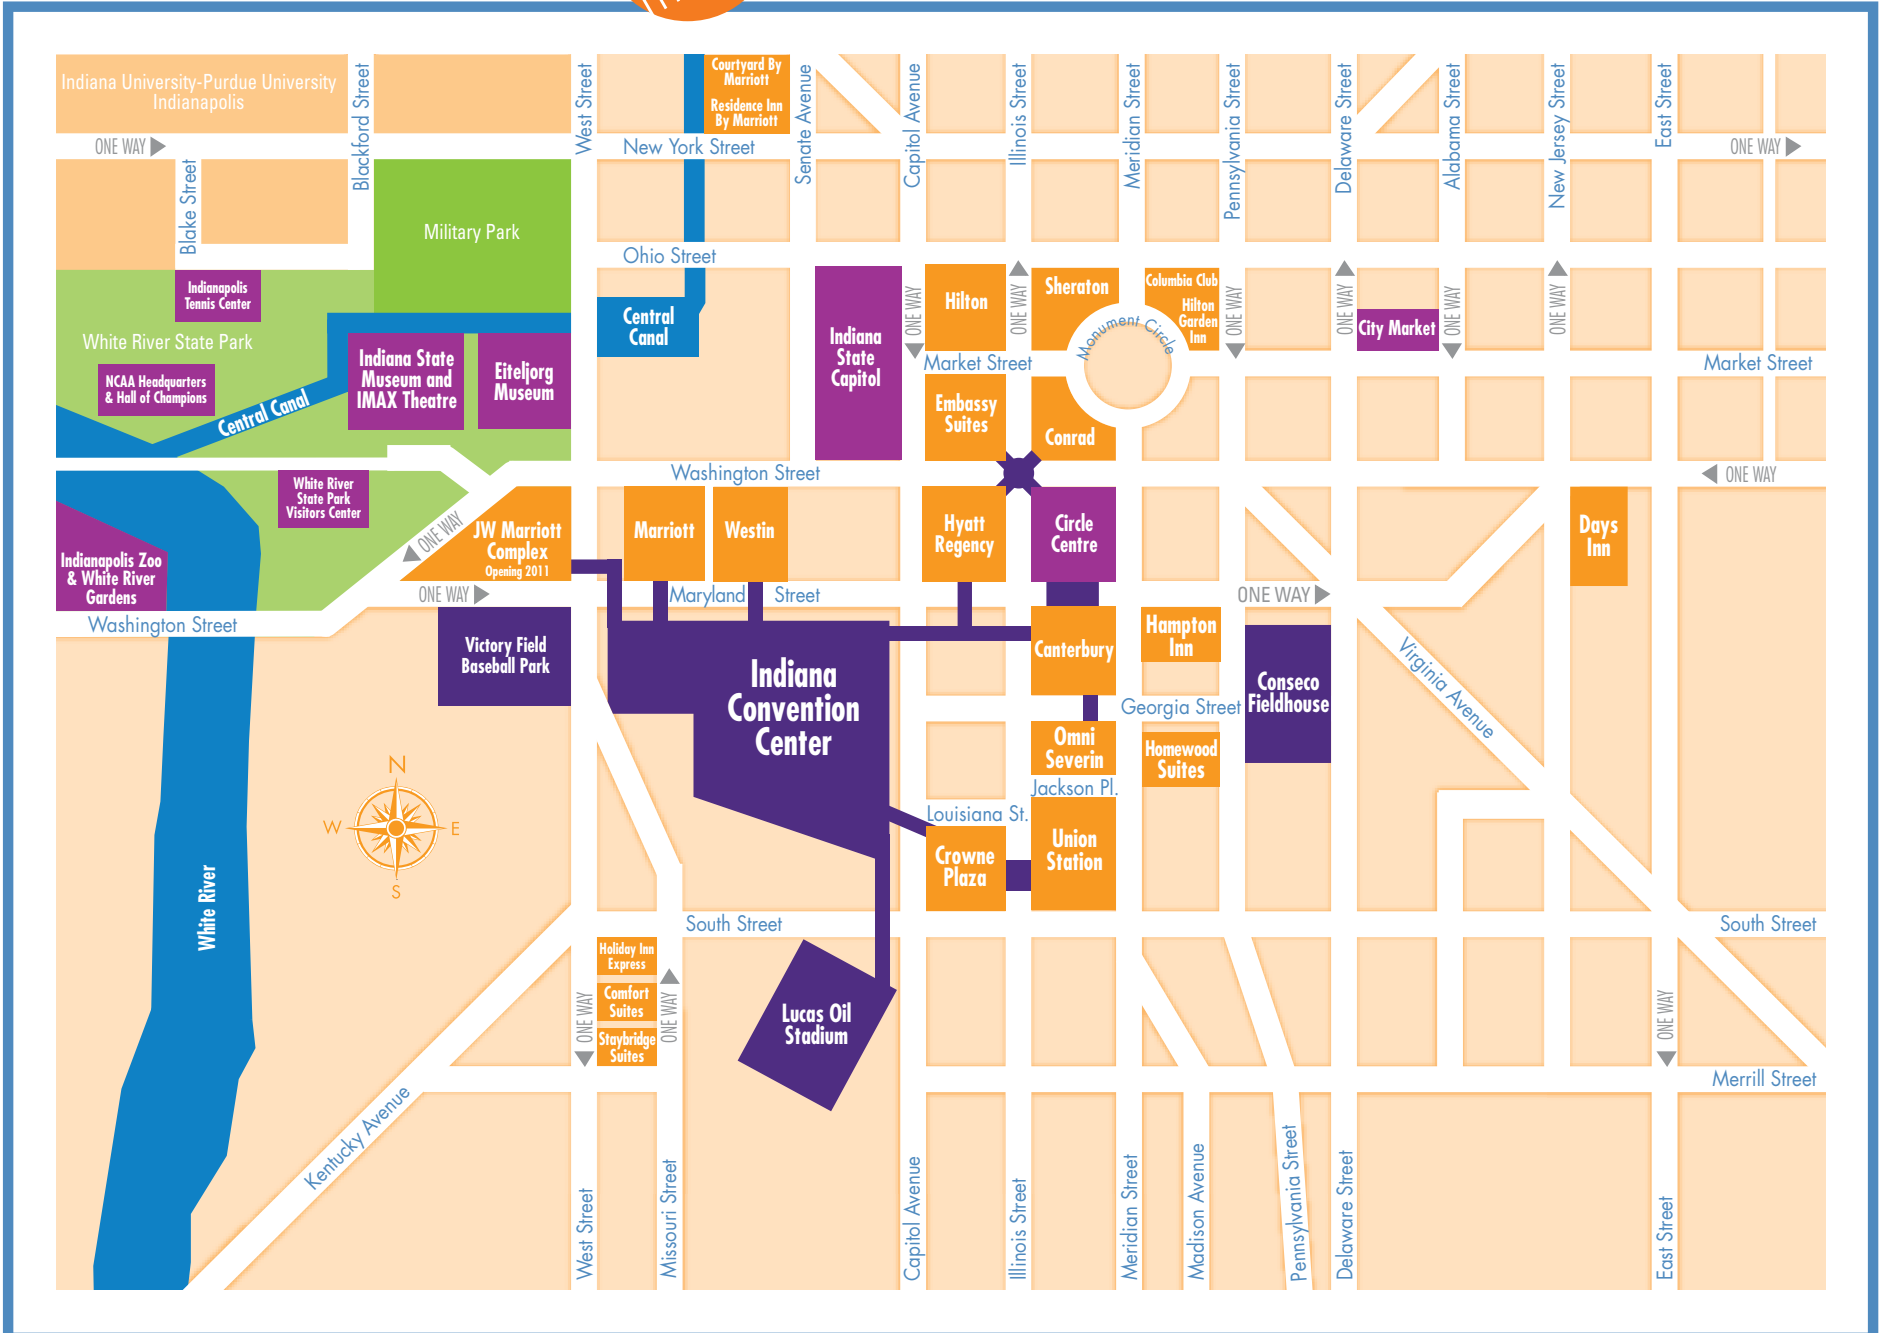 Indiana University-Purdue University
Indianapolis
Blackford Street
West Street
Courtyard By
Marriott
Residence Inn
By Marriott
Senate Avenue
Capitol Avenue
Illinois Street
Meridian Street
Pennsylvania Street
Delaware Street
Alabama Street
New Jersey Street
East Street
ONE WAY
New York Street
ONE WAY
Blake Street
Military Park
Ohio Street
Indianapolis
Tennis Center
White River State Park
NCAA Headquarters
& Hall of Champions
Central Canal
Indiana State
Museum and
IMAX Theatre
Eiteljorg
Museum
Central
Canal
Indiana
State
Capitol
ONE WAY
Hilton
ONE WAY
Sheraton
Columbia Club
Hilton
Garden
Inn
ONE WAY
ONE WAY
City Market
ONE WAY
ONE WAY
Monument Circle
Market Street
Market Street
Embassy
Suites
Conrad
Washington Street
ONE WAY
White River
State Park
Visitors Center
ONE WAY
JW Marriott
Complex
Opening 2011
Marriott
Westin
Hyatt
Regency
Circle
Centre
Days
Inn
Indianapolis Zoo
& White River
Gardens
ONE WAY
Maryland Street
ONE WAY
Washington Street
Victory Field
Baseball Park
Indiana
Convention
Center
Canterbury
Hampton
Inn
Conseco
Fieldhouse
Virginia Avenue
Georgia Street
Omni
Severin
Homewood
Suites
Jackson Pl.
Louisiana St.
N
W
E
S
Crowne
Plaza
Union
Station
White River
South Street
South Street
Holiday Inn
Express
Comfort
Suites
Staybridge
Suites
ONE WAY
ONE WAY
Lucas Oil
Stadium
ONE WAY
Merrill Street
Kentucky Avenue
West Street
Missouri Street
Capitol Avenue
Illinois Street
Meridian Street
Madison Avenue
Pennsylvania Street
Delaware Street
East Street